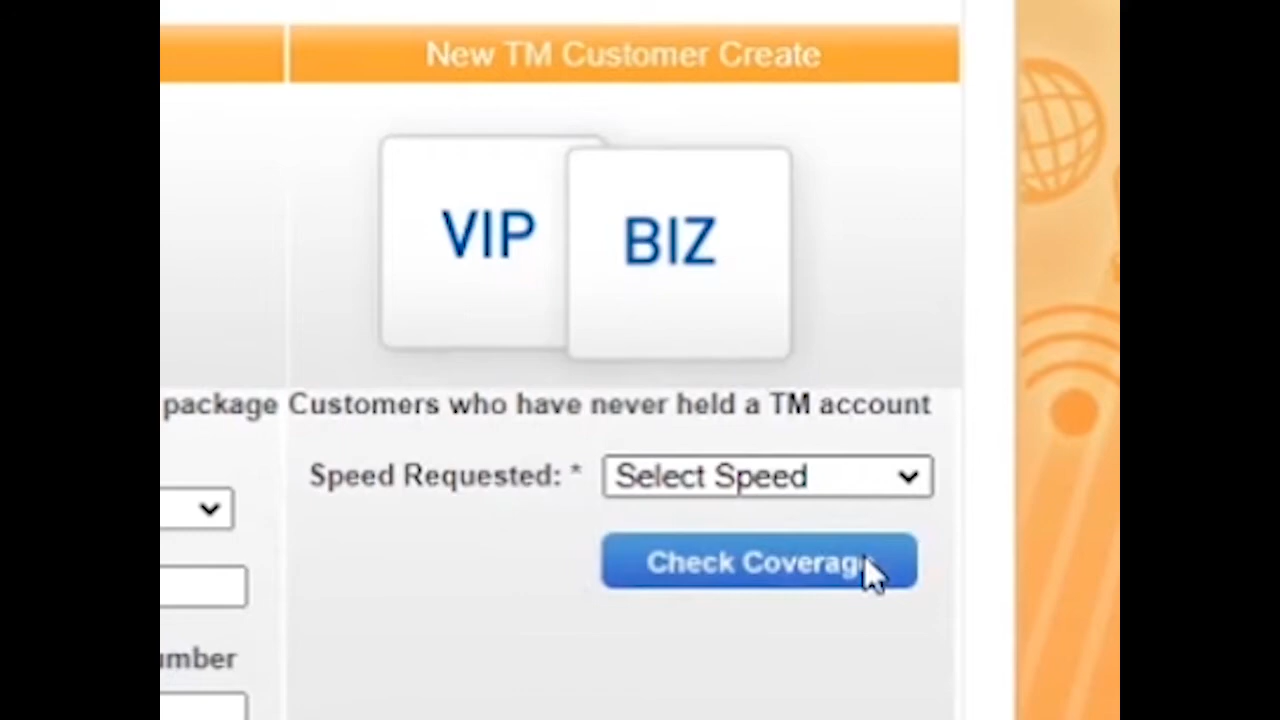 New TM Customer Create
VIP
BIZ
package
Customers who have never held a TM account
Speed Requested: *
Select Speed
Check Coverage
umber